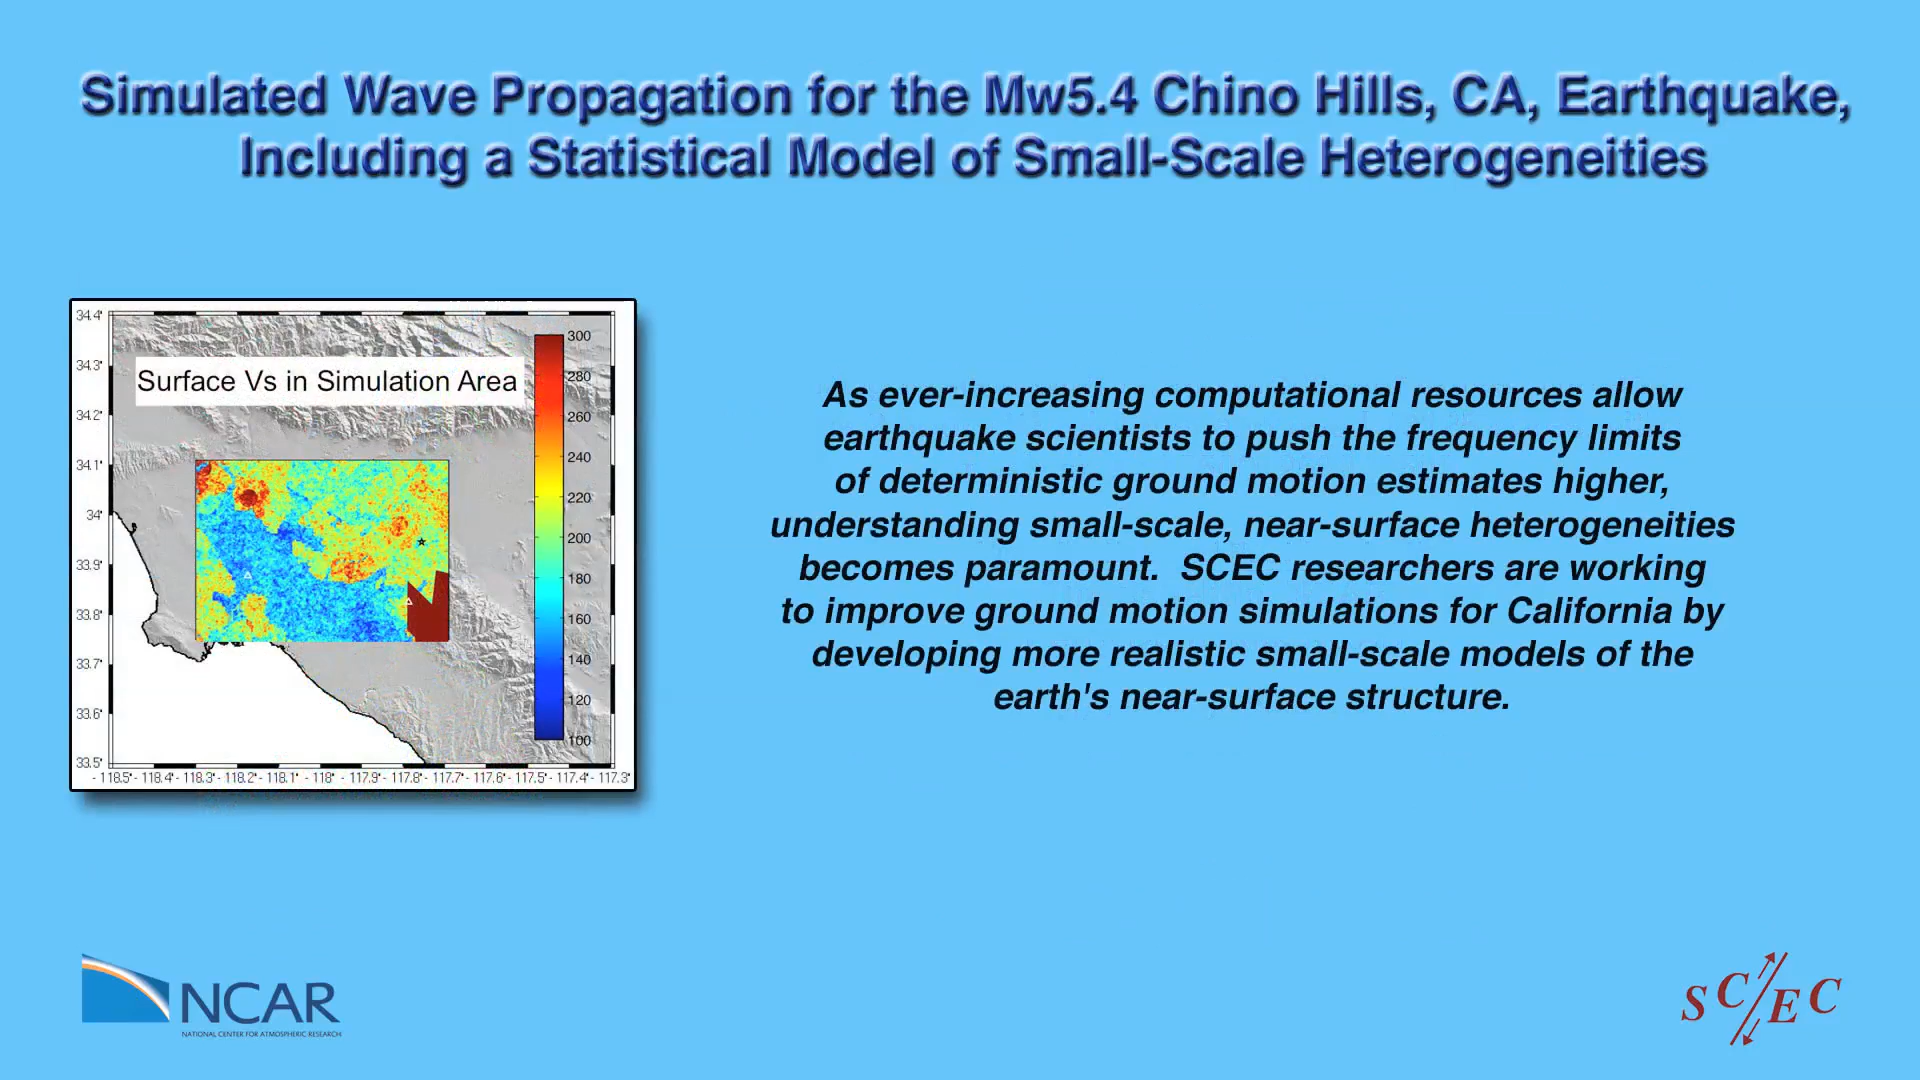 Simulated Wave Propagation for the Mw5.4 Chino Hills, CA, Earthquake,
Including a Statistical Model of Small-Scale Heterogeneities
Surface Vs in Simulation Area
34.4°
34.3°
34.2°
34.1°
34°
33.9°
33.8°
33.7°
33.6°
33.5°
- 118.5° - 118.4° - 118.3° - 118.2° - 118.1° - 118° - 117.9° - 117.8° - 117.7° - 117.6° - 117.5° - 117.4° - 117.3°
300
280
260
240
220
200
180
160
140
120
100
As ever-increasing computational resources allow
earthquake scientists to push the frequency limits
of deterministic ground motion estimates higher,
understanding small-scale, near-surface heterogeneities
becomes paramount.  SCEC researchers are working
to improve ground motion simulations for California by
developing more realistic small-scale models of the
earth's near-surface structure.
NCAR
NATIONAL CENTER FOR ATMOSPHERIC RESEARCH
SC/EC